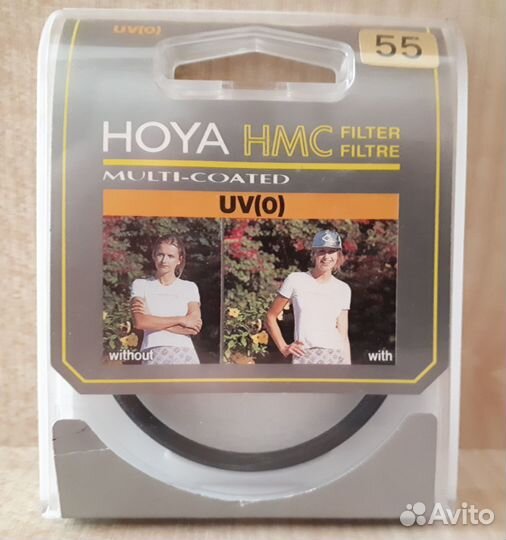 UV(0)
55
HOYA HMC FILTER
FILTRE
MULTI-COATED
UV(0)
without
with
Avito